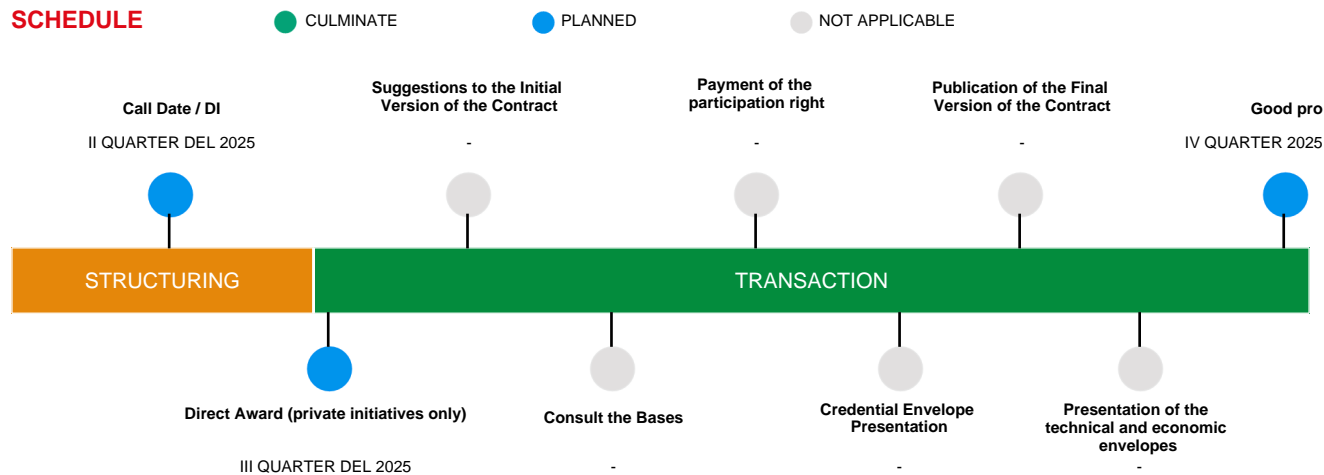 SCHEDULE
CULMINATE
PLANNED
NOT APPLICABLE
Call Date / DI
II QUARTER DEL 2025
Suggestions to the Initial
Version of the Contract
-
Payment of the
participation right
-
Publication of the Final
Version of the Contract
-
Good pro
IV QUARTER 2025
STRUCTURING
TRANSACTION
Direct Award (private initiatives only)
III QUARTER DEL 2025
Consult the Bases
-
Credential Envelope
Presentation
-
Presentation of the
technical and economic
envelopes
-